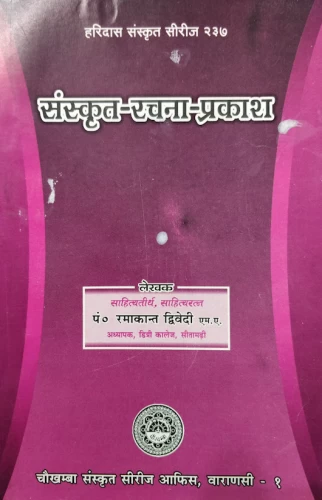 हरिदास संस्कृत सीरीज २३७
संस्कृत-रचना-प्रकाश
लेखक
साहित्यतीर्थ, साहित्यरत्न
पं० रमाकान्त द्विवेदी एम.ए.
अध्यापक, डिग्री कालेज, सीतामढ़ी
चौखम्बा संस्कृत सीरीज आफिस, वाराणसी - १